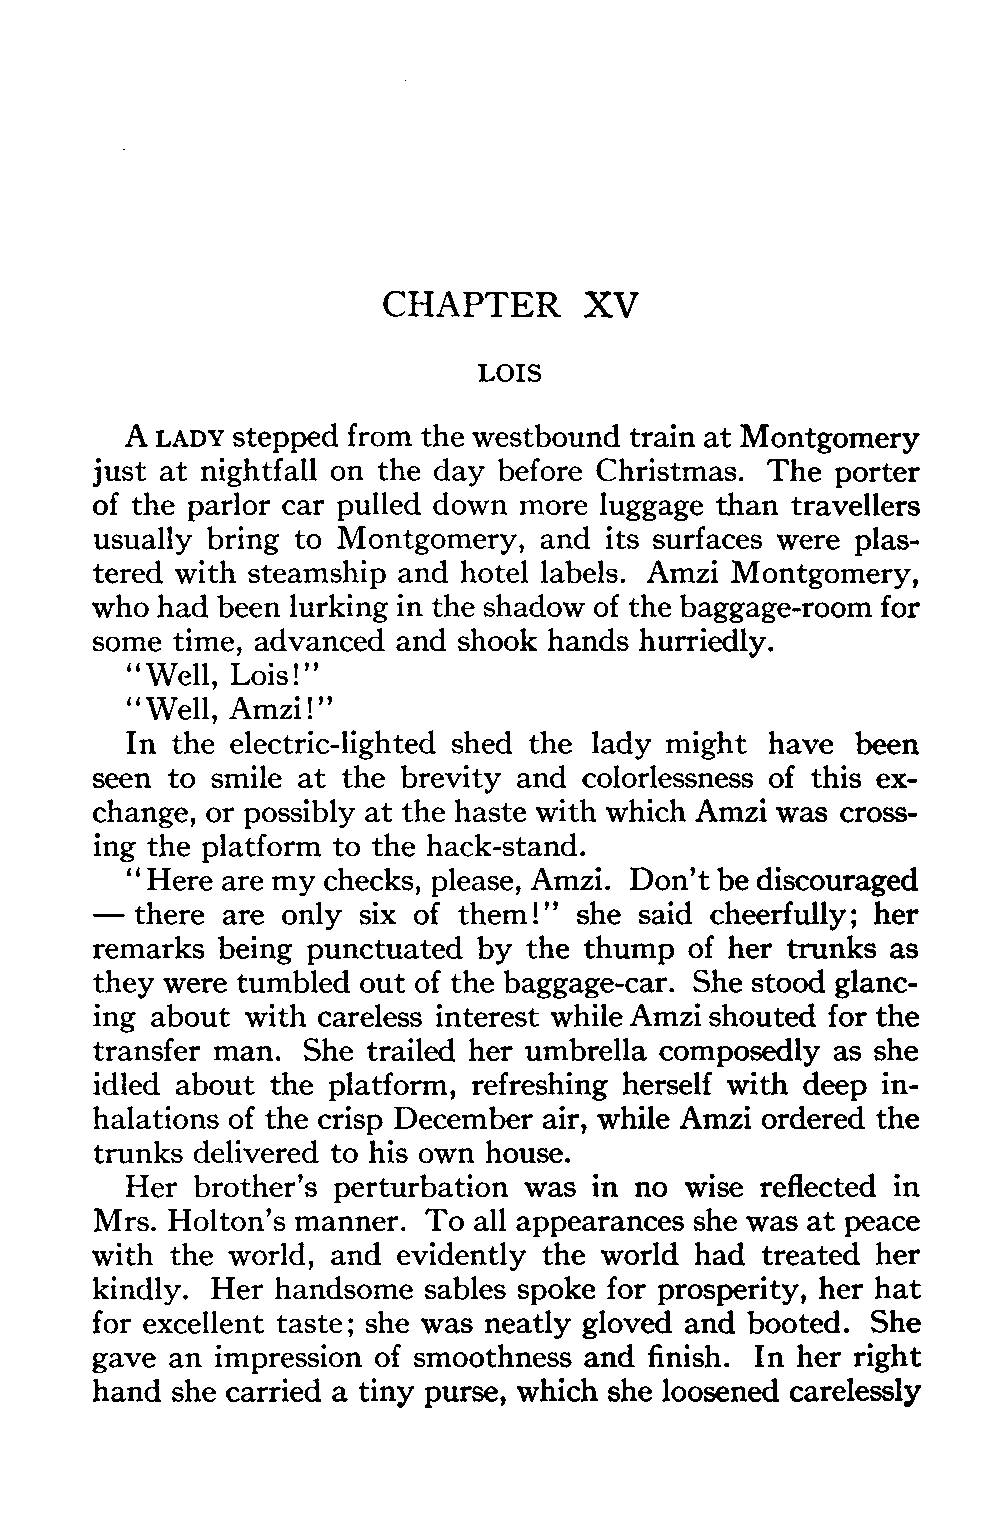 CHAPTER XV
LOIS
A LADY stepped from the westbound train at Montgomery
just at nightfall on the day before Christmas. The porter
of the parlor car pulled down more luggage than travellers
usually bring to Montgomery, and its surfaces were plas-
tered with steamship and hotel labels. Amzi Montgomery,
who had been lurking in the shadow of the baggage-room for
some time, advanced and shook hands hurriedly.
"Well, Lois!"
"Well, Amzi!"
In the electric-lighted shed the lady might have been
seen to smile at the brevity and colorlessness of this ex-
change, or possibly at the haste with which Amzi was cross-
ing the platform to the hack-stand.
"Here are my checks, please, Amzi. Don't be discouraged
— there are only six of them!" she said cheerfully; her
remarks being punctuated by the thump of her trunks as
they were tumbled out of the baggage-car. She stood glanc-
ing about with careless interest while Amzi shouted for the
transfer man. She trailed her umbrella composedly as she
idled about the platform, refreshing herself with deep in-
halations of the crisp December air, while Amzi ordered the
trunks delivered to his own house.
Her brother's perturbation was in no wise reflected in
Mrs. Holton's manner. To all appearances she was at peace
with the world, and evidently the world had treated her
kindly. Her handsome sables spoke for prosperity, her hat
for excellent taste; she was neatly gloved and booted. She
gave an impression of smoothness and finish. In her right
hand she carried a tiny purse, which she loosened carelessly